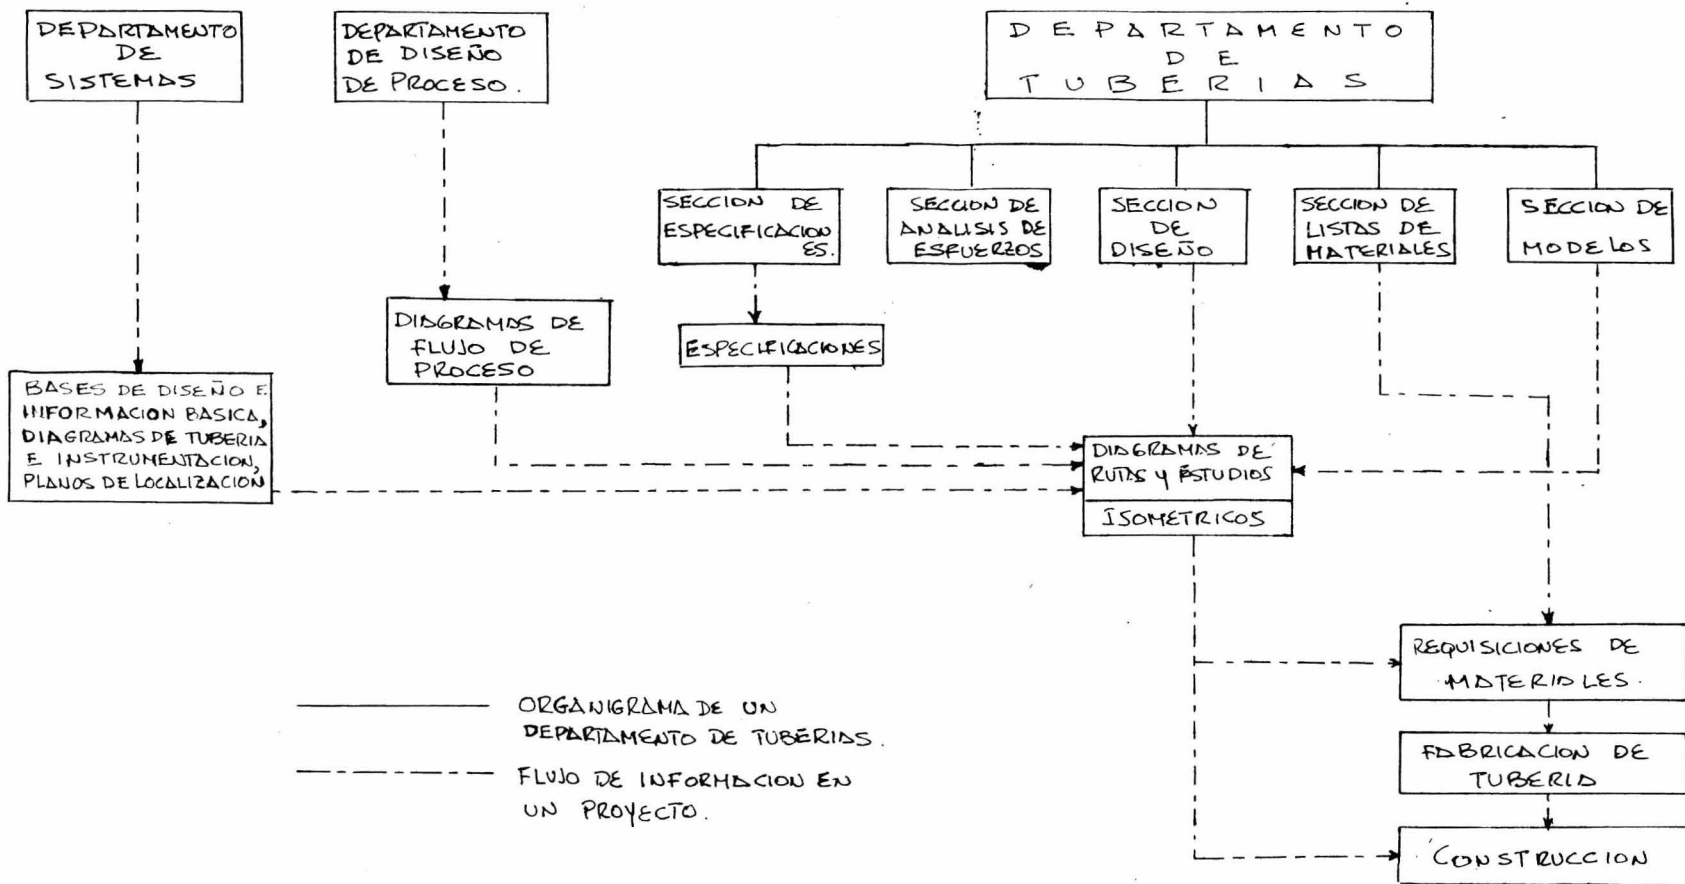 DEPARTAMENTO
DE
SISTEMAS
DEPARTAMENTO
DE DISEÑO
DE PROCESO.
DEPARTAMENTO
DE
TUBERIAS
SECCION DE
ESPECIFICACION
ES.
SECCION DE
ANALISIS DE
ESFUERZOS
SECCION
DE
DISEÑO
SECCION DE
LISTAS DE
MATERIALES
SECCION DE
MODELOS
DIAGRAMAS DE
FLUJO DE
PROCESO
ESPECIFICACIONES
BASES DE DISEÑO E
INFORMACION BASICA,
DIAGRAMAS DE TUBERIA
E INSTRUMENTACION,
PLANOS DE LOCALIZACION
DIAGRAMAS DE
RUTAS Y ESTUDIOS
ISOMETRICOS
REQUISICIONES DE
MATERIALES.
FABRICACION DE
TUBERIA
CONSTRUCCION
ORGANIGRAMA DE UN
DEPARTAMENTO DE TUBERIAS.
FLUJO DE INFORMACION EN
UN PROYECTO.